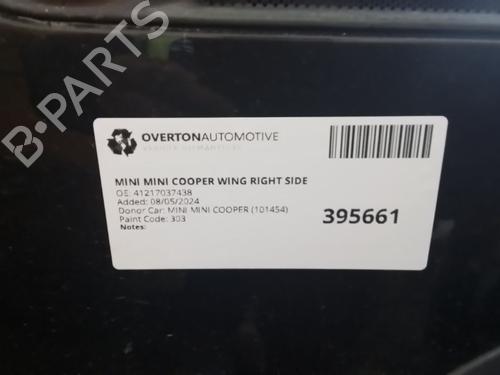 B-PARTS
OVERTONAUTOMOTIVE
VEHICLE DISMANTLERS
MINI MINI COOPER WING RIGHT SIDE
OE: 41217037438
Added: 08/05/2024
Donor Car: MINI MINI COOPER (101454)
Paint Code: 303
Notes:
395661